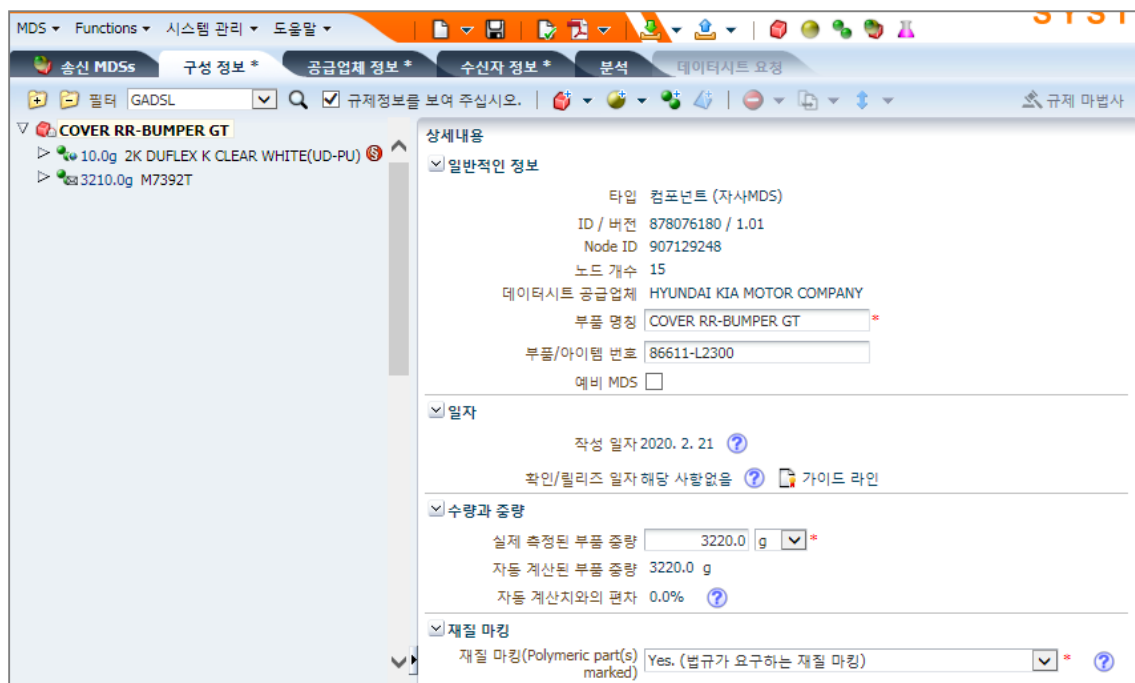 SYST
MDS Functions 시스템 관리 도움말
송신 MDSs 구성 정보 * 공급업체 정보 * 수신자 정보 * 분석 데이터시트 요청
필터 GADSL 규제정보를 보여 주십시오. 규제 마법사
COVER RR-BUMPER GT
10.0g 2K DUFLEX K CLEAR WHITE(UD-PU)
3210.0g M7392T
상세내용
일반적인 정보
타입 컴포넌트 (자사MDS)
ID / 버전 878076180 / 1.01
Node ID 907129248
노드 개수 15
데이터시트 공급업체 HYUNDAI KIA MOTOR COMPANY
부품 명칭 COVER RR-BUMPER GT *
부품/아이템 번호 86611-L2300
예비 MDS
일자
작성 일자 2020. 2. 21 ?
확인/릴리즈 일자 해당 사항없음 ? 가이드 라인
수량과 중량
실제 측정된 부품 중량 3220.0 g *
자동 계산된 부품 중량 3220.0 g
자동 계산치와의 편차 0.0% ?
재질 마킹
재질 마킹(Polymeric part(s) marked) Yes. (법규가 요구하는 재질 마킹) * ?